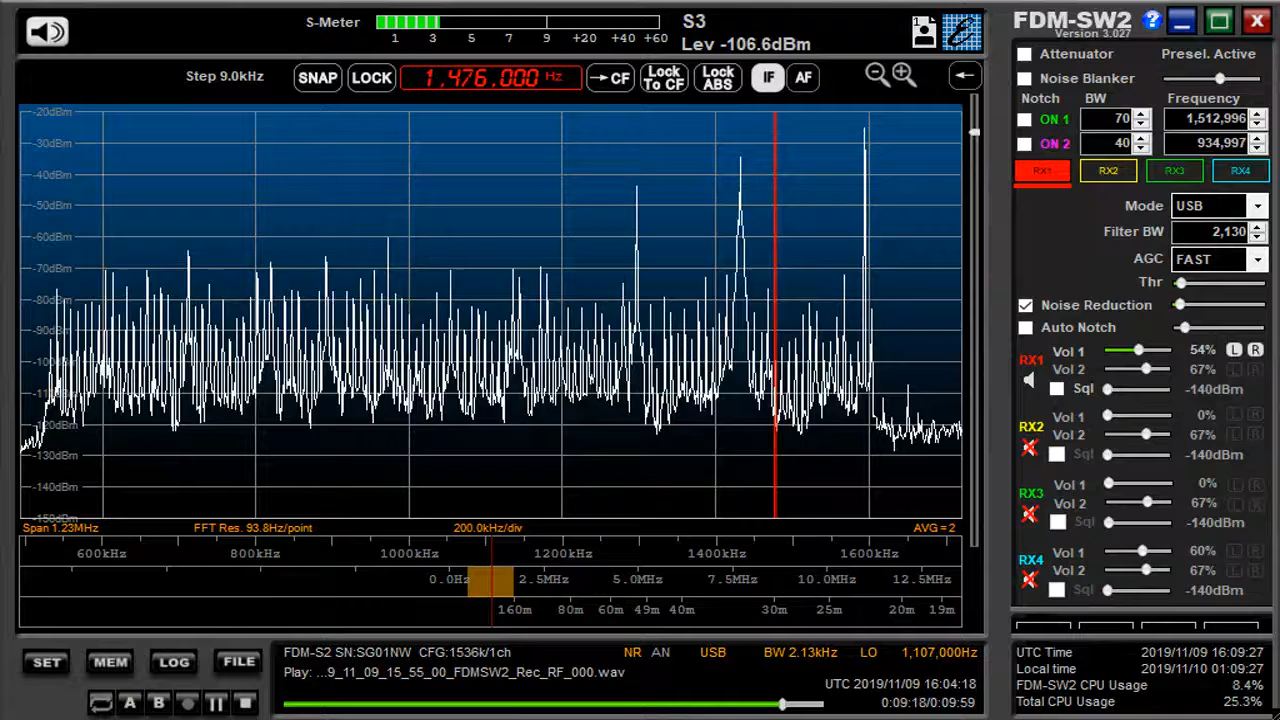 S-Meter
1 3 5 7 9 +20 +40 +60
S3
Lev -106.6dBm
1
FDM-SW2
Version 3.027
?
X
Step 9.0kHz
SNAP
LOCK
1,476,000 Hz
→CF
Lock To CF
Lock ABS
IF
AF
-20dBm
-30dBm
-40dBm
-50dBm
-60dBm
-70dBm
-80dBm
-90dBm
-100dBm
-110dBm
-120dBm
-130dBm
-140dBm
-150dBm
Span 1.23MHz FFT Res. 93.8Hz/point 200.0kHz/div AVG=2
600kHz 800kHz 1000kHz 1200kHz 1400kHz 1600kHz
0.0Hz 2.5MHz 5.0MHz 7.5MHz 10.0MHz 12.5MHz
160m 80m 60m 49m 40m 30m 25m 20m 19m
Attenuator Presel. Active
Noise Blanker
Notch BW Frequency
ON 1 70 1,512,996
ON 2 40 934,997
RX1 RX2 RX3 RX4
Mode USB
Filter BW 2,130
AGC FAST
Thr
Noise Reduction
Auto Notch
RX1 Vol 1 54% L R
Vol 2 67% L R
Sql -140dBm
RX2 Vol 1 0% L R
Vol 2 67% L R
Sql -140dBm
RX3 Vol 1 0% L R
Vol 2 67% L R
Sql -140dBm
RX4 Vol 1 60% L R
Vol 2 67% L R
Sql -140dBm
SET MEM LOG FILE
A B
FDM-S2 SN:SG01NW CFG:1536k/1ch NR AN USB BW 2.13kHz LO 1,107,000Hz
Play: ...9_11_09_15_55_00_FDMSW2_Rec_RF_000.wav
UTC 2019/11/09 16:04:18
0:09:18/0:09:59
UTC Time 2019/11/09 16:09:27
Local time 2019/11/10 01:09:27
FDM-SW2 CPU Usage 8.4%
Total CPU Usage 25.3%